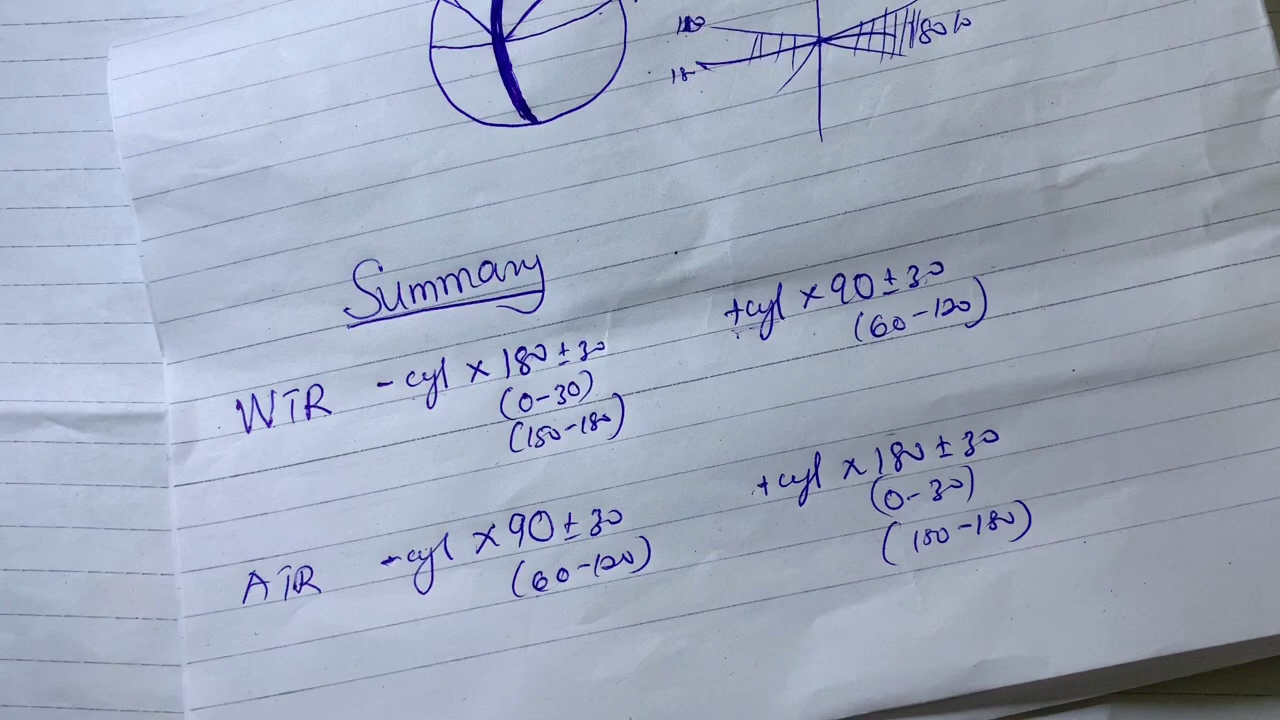 180
Summary
WTR - cyl × 180 ± 30 +cyl × 90 ± 30
(0-30) (60-120)
(150-180)
ATR -cyl × 90 ± 30 +cyl × 180 ± 30
(60-120) (0-30)
(150-180)